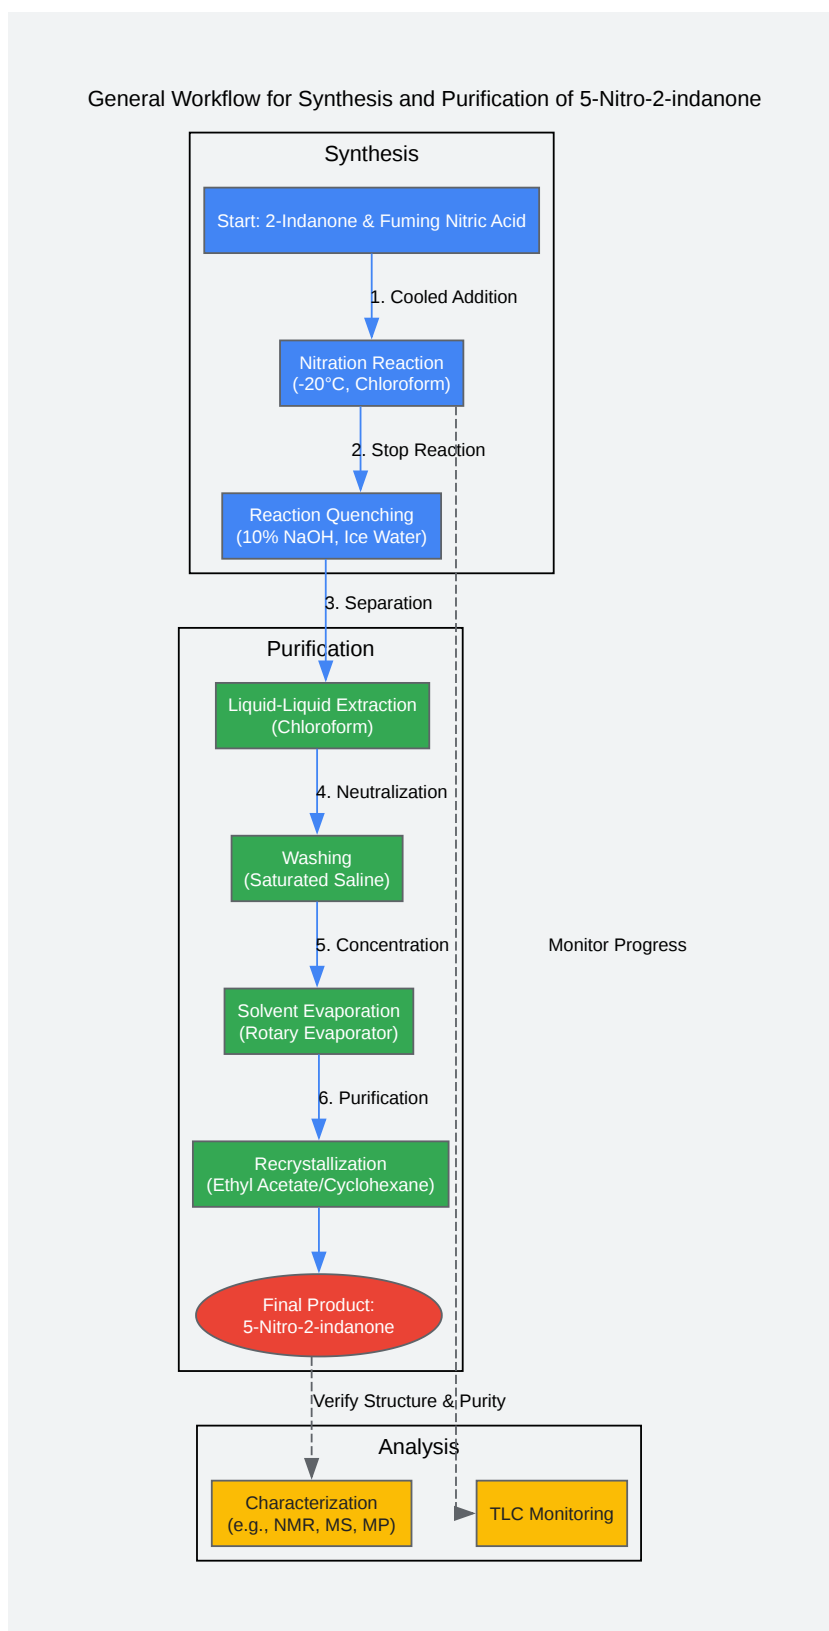 General Workflow for Synthesis and Purification of 5-Nitro-2-indanone
Synthesis
Start: 2-Indanone & Fuming Nitric Acid
1. Cooled Addition
Nitration Reaction
(-20°C, Chloroform)
2. Stop Reaction
Reaction Quenching
(10% NaOH, Ice Water)
3. Separation
Purification
Liquid-Liquid Extraction
(Chloroform)
4. Neutralization
Washing
(Saturated Saline)
5. Concentration
Monitor Progress
Solvent Evaporation
(Rotary Evaporator)
6. Purification
Recrystallization
(Ethyl Acetate/Cyclohexane)
Final Product:
5-Nitro-2-indanone
Verify Structure & Purity
Analysis
Characterization
(e.g., NMR, MS, MP)
TLC Monitoring